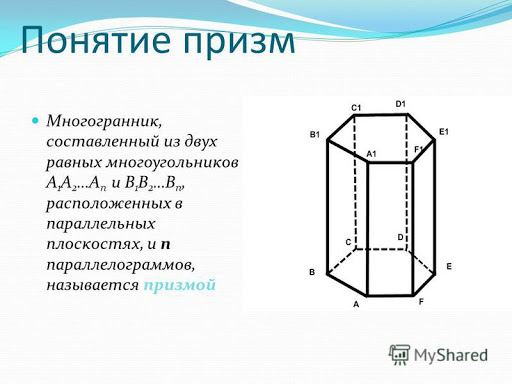 Понятие призм
Многогранник,
составленный из двух
равных многоугольников
A₁A₂...Aₙ и B₁B₂...Bₙ,
расположенных в
параллельных
плоскостях, и n
параллелограммов,
называется призмой
C1 D1
B1 E1
A1 F1
C D
B E
A F
MyShared